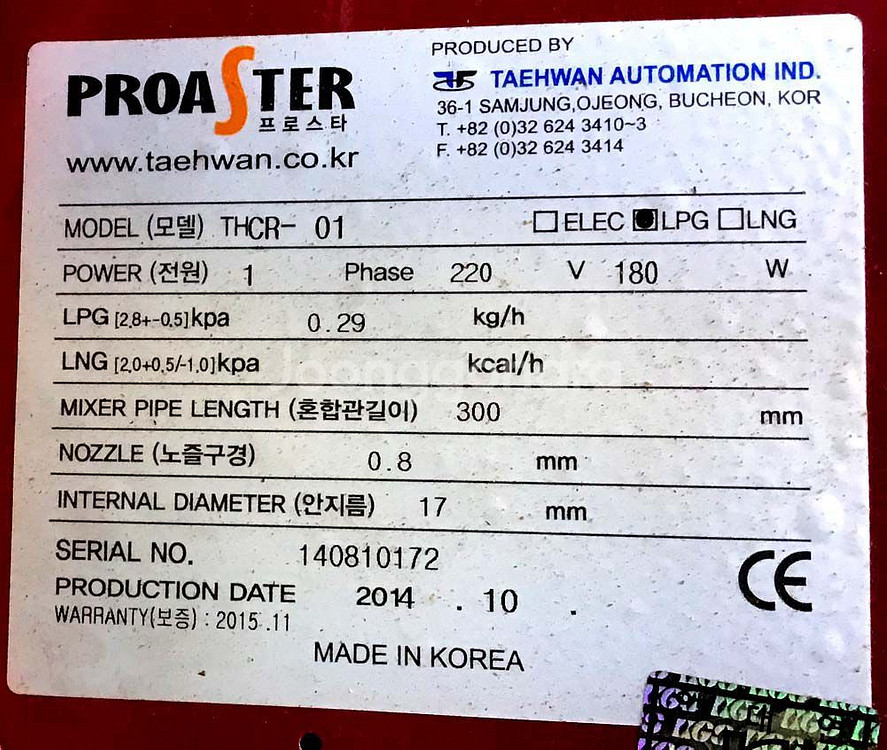 PROASTER
프로스타
www.taehwan.co.kr
PRODUCED BY
TAEHWAN AUTOMATION IND.
36-1 SAMJUNG,OJEONG, BUCHEON, KOR
T. +82 (0)32 624 3410~3
F. +82 (0)32 624 3414
MODEL (모델) THCR- 01 ELEC LPG LNG
POWER (전원) 1 Phase 220 V 180 W
LPG [2,8+-0,5]kpa 0.29 kg/h
LNG [2,0+0,5/-1,0]kpa kcal/h
MIXER PIPE LENGTH (혼합관길이) 300 mm
NOZZLE (노즐구경) 0.8 mm
INTERNAL DIAMETER (안지름) 17 mm
SERIAL NO. 140810172
PRODUCTION DATE 2014 . 10 .
WARRANTY(보증) : 2015 .11
CE
MADE IN KOREA